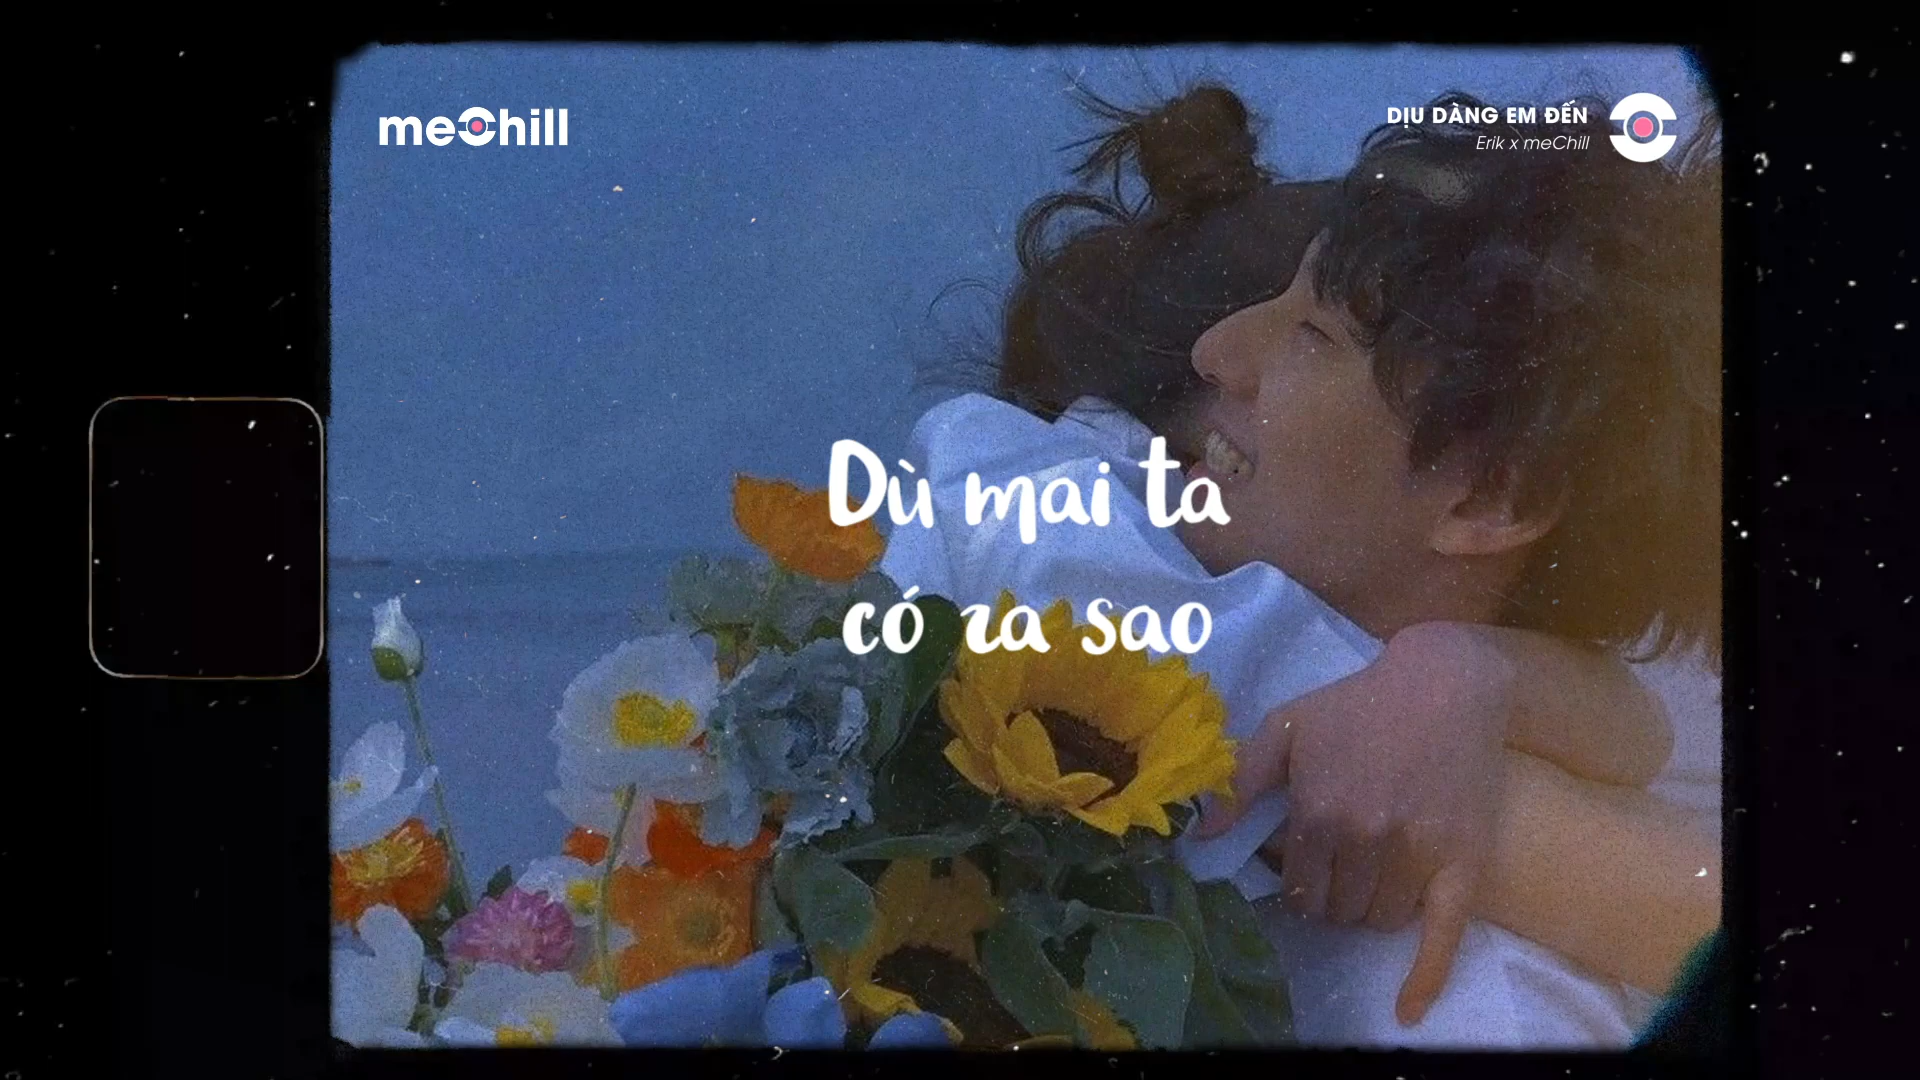 meChill
DỊU DÀNG EM ĐẾN
Erik x meChill
Dù mai ta
có ra sao